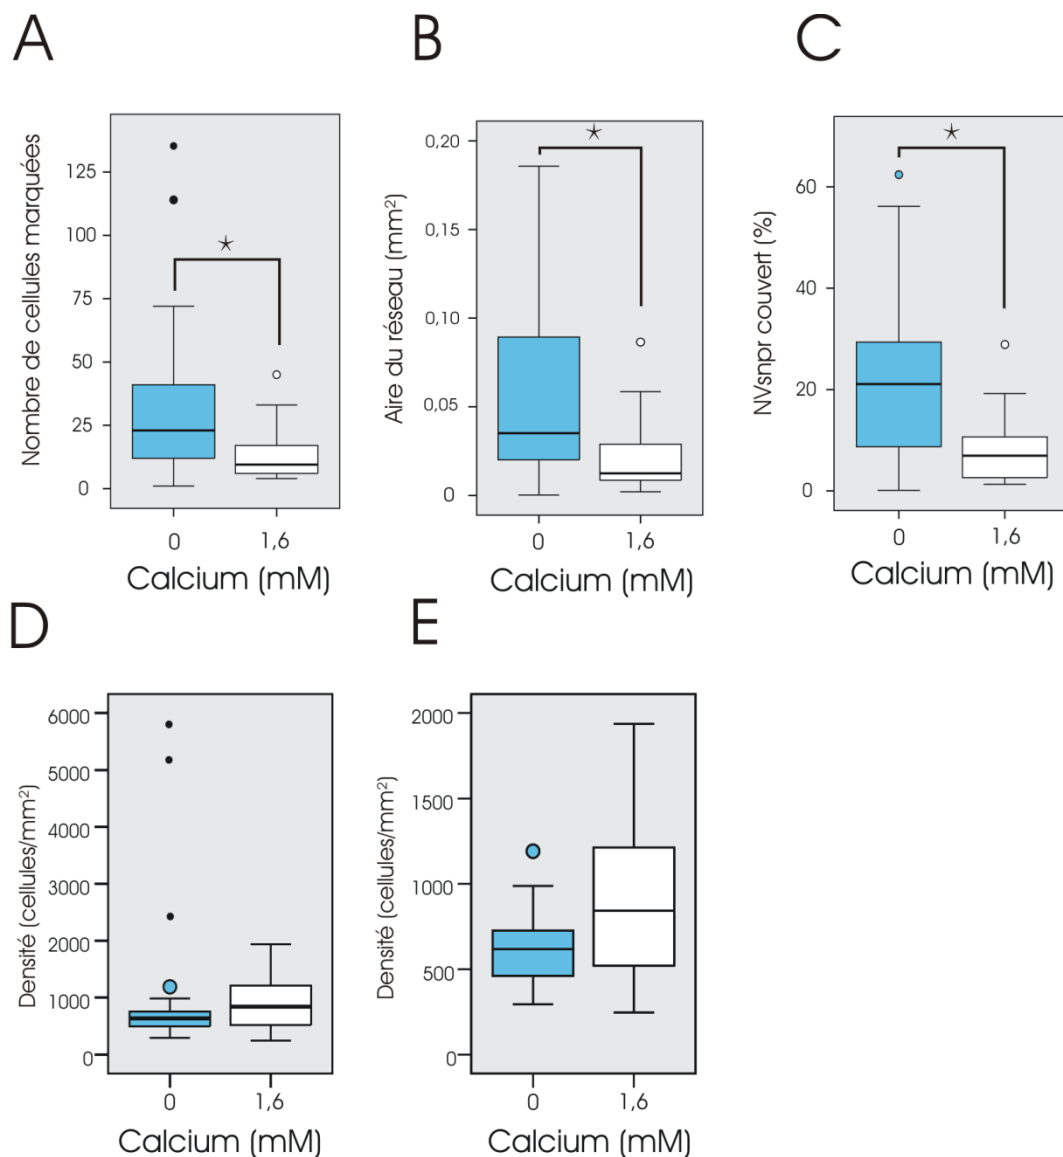 A
B
C
Nombre de cellules marquées
125
100
75
50
25
0
0
1,6
Calcium (mM)
Aire du réseau (mm²)
0,20
0,15
0,10
0,05
0
0
1,6
Calcium (mM)
NVsnpr couvert (%)
60
40
20
0
0
1,6
Calcium (mM)
D
E
Densité (cellules/mm²)
6000
5000
4000
3000
2000
1000
0
0
1,6
Calcium (mM)
Densité (cellules/mm²)
2000
1500
1000
500
0
0
1,6
Calcium (mM)